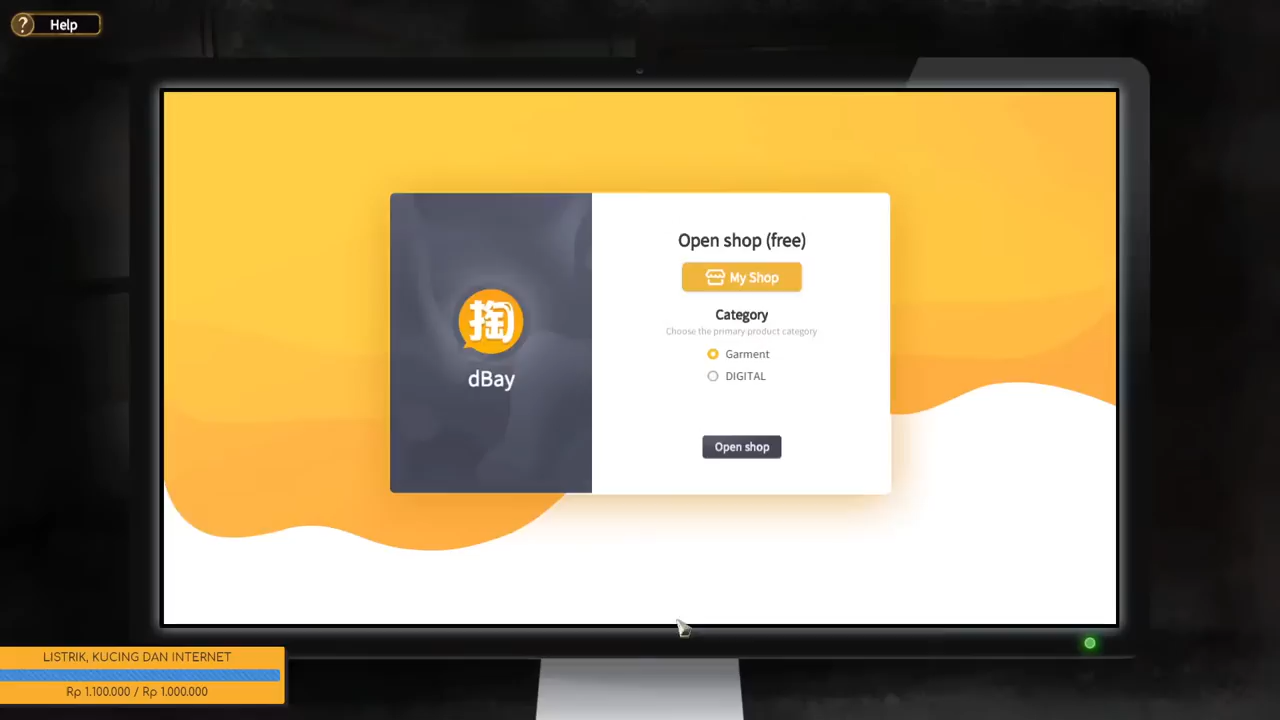 ? Help
Open shop (free)
My Shop
Category
Choose the primary product category
Garment
DIGITAL
Open shop
掏
dBay
LISTRIK, KUCING DAN INTERNET
Rp 1.100.000 / Rp 1.000.000